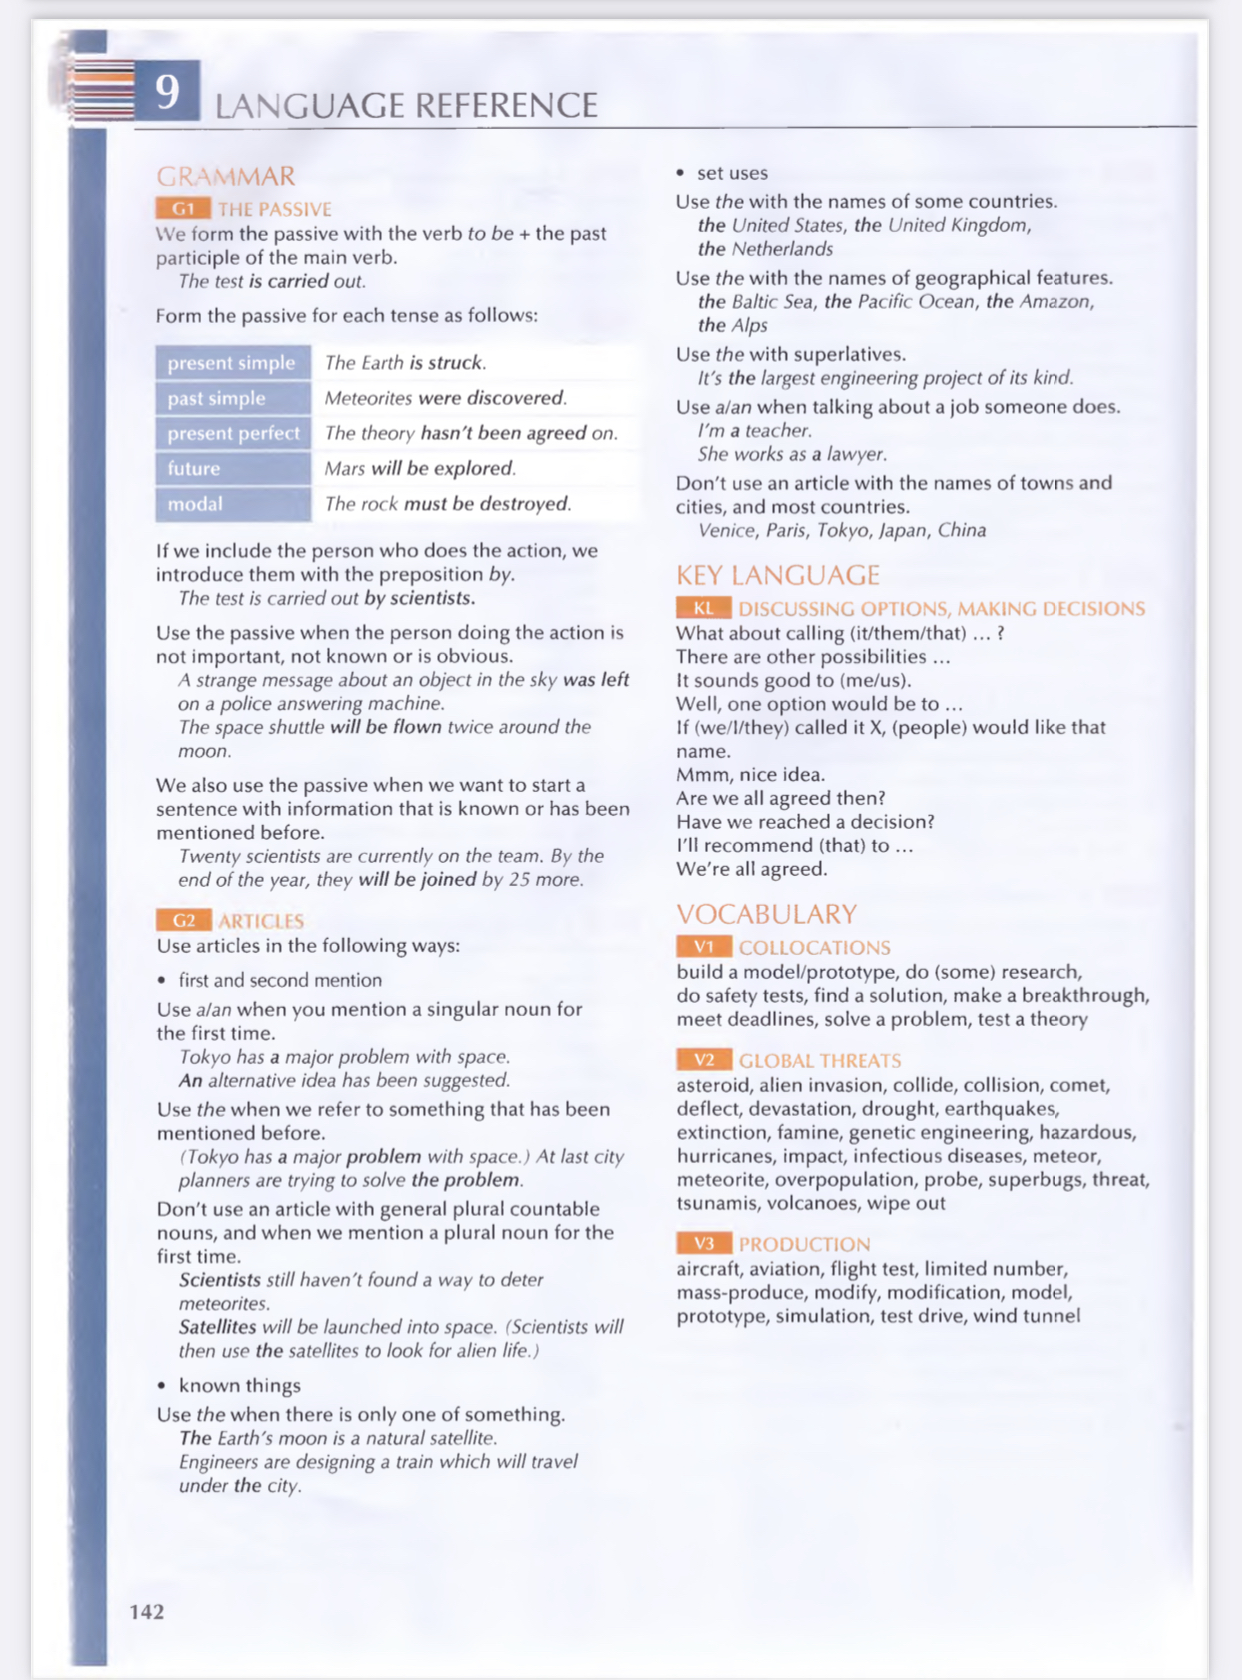 9
LANGUAGE REFERENCE
GRAMMAR
G1 THE PASSIVE
We form the passive with the verb to be + the past
participle of the main verb.
The test is carried out.
Form the passive for each tense as follows:
present simple The Earth is struck.
past simple Meteorites were discovered.
present perfect The theory hasn't been agreed on.
future Mars will be explored.
modal The rock must be destroyed.
If we include the person who does the action, we
introduce them with the preposition by.
The test is carried out by scientists.
Use the passive when the person doing the action is
not important, not known or is obvious.
A strange message about an object in the sky was left
on a police answering machine.
The space shuttle will be flown twice around the
moon.
We also use the passive when we want to start a
sentence with information that is known or has been
mentioned before.
Twenty scientists are currently on the team. By the
end of the year, they will be joined by 25 more.
G2 ARTICLES
Use articles in the following ways:
• first and second mention
Use a/an when you mention a singular noun for
the first time.
Tokyo has a major problem with space.
An alternative idea has been suggested.
Use the when we refer to something that has been
mentioned before.
(Tokyo has a major problem with space.) At last city
planners are trying to solve the problem.
Don't use an article with general plural countable
nouns, and when we mention a plural noun for the
first time.
Scientists still haven't found a way to deter
meteorites.
Satellites will be launched into space. (Scientists will
then use the satellites to look for alien life.)
• known things
Use the when there is only one of something.
The Earth's moon is a natural satellite.
Engineers are designing a train which will travel
under the city.
• set uses
Use the with the names of some countries.
the United States, the United Kingdom,
the Netherlands
Use the with the names of geographical features.
the Baltic Sea, the Pacific Ocean, the Amazon,
the Alps
Use the with superlatives.
It's the largest engineering project of its kind.
Use a/an when talking about a job someone does.
I'm a teacher.
She works as a lawyer.
Don't use an article with the names of towns and
cities, and most countries.
Venice, Paris, Tokyo, Japan, China
KEY LANGUAGE
KL DISCUSSING OPTIONS, MAKING DECISIONS
What about calling (it/them/that) ... ?
There are other possibilities ...
It sounds good to (me/us).
Well, one option would be to ...
If (we/I/they) called it X, (people) would like that
name.
Mmm, nice idea.
Are we all agreed then?
Have we reached a decision?
I'll recommend (that) to ...
We're all agreed.
VOCABULARY
V1 COLLOCATIONS
build a model/prototype, do (some) research,
do safety tests, find a solution, make a breakthrough,
meet deadlines, solve a problem, test a theory
V2 GLOBAL THREATS
asteroid, alien invasion, collide, collision, comet,
deflect, devastation, drought, earthquakes,
extinction, famine, genetic engineering, hazardous,
hurricanes, impact, infectious diseases, meteor,
meteorite, overpopulation, probe, superbugs, threat,
tsunamis, volcanoes, wipe out
V3 PRODUCTION
aircraft, aviation, flight test, limited number,
mass-produce, modify, modification, model,
prototype, simulation, test drive, wind tunnel
142